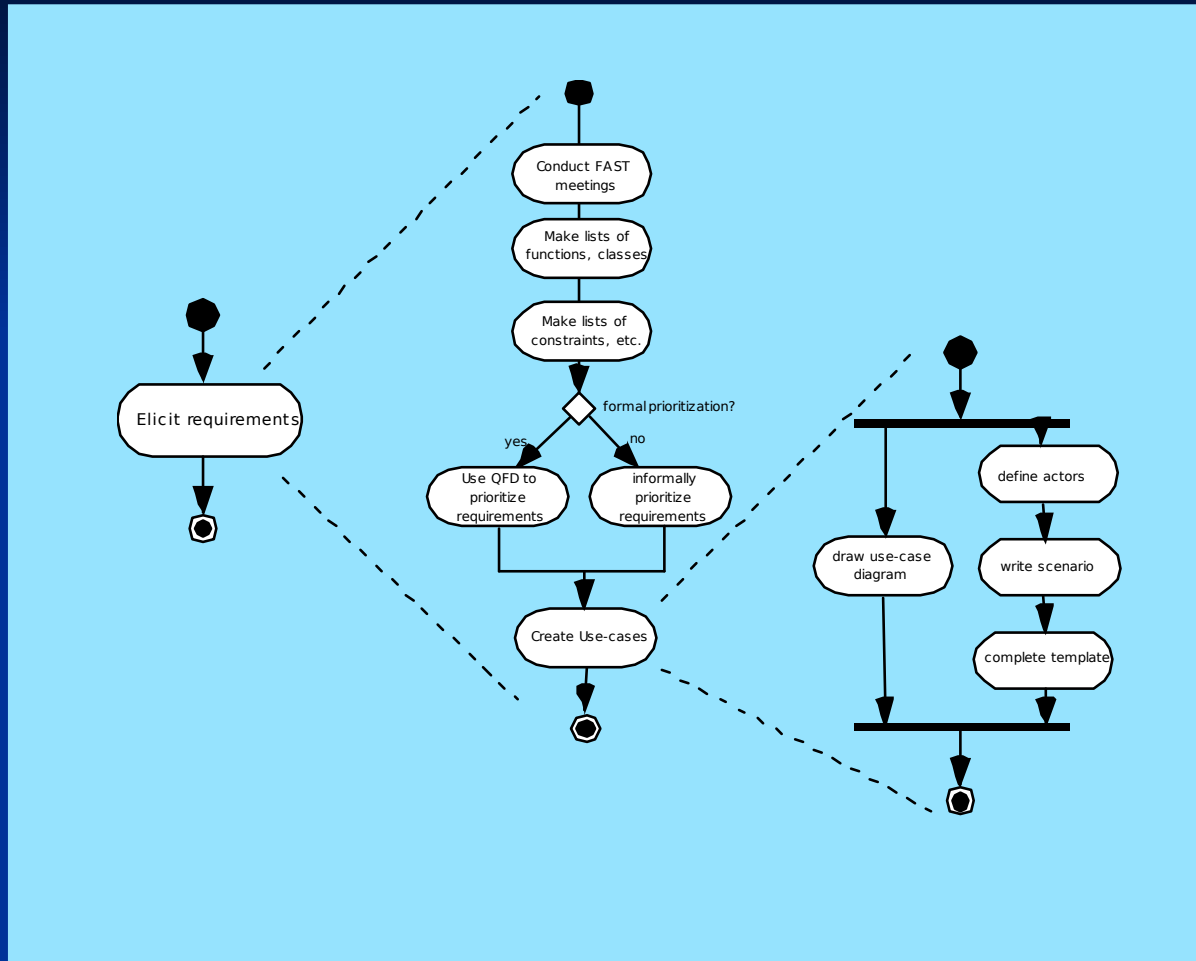 Elicit requirements
Conduct FAST
meetings
Make lists of
functions, classes
Make lists of
constraints, etc.
formal prioritization?
yes
no
Use QFD to
prioritize
requirements
informally
prioritize
requirements
Create Use-cases
define actors
draw use-case
diagram
write scenario
complete template